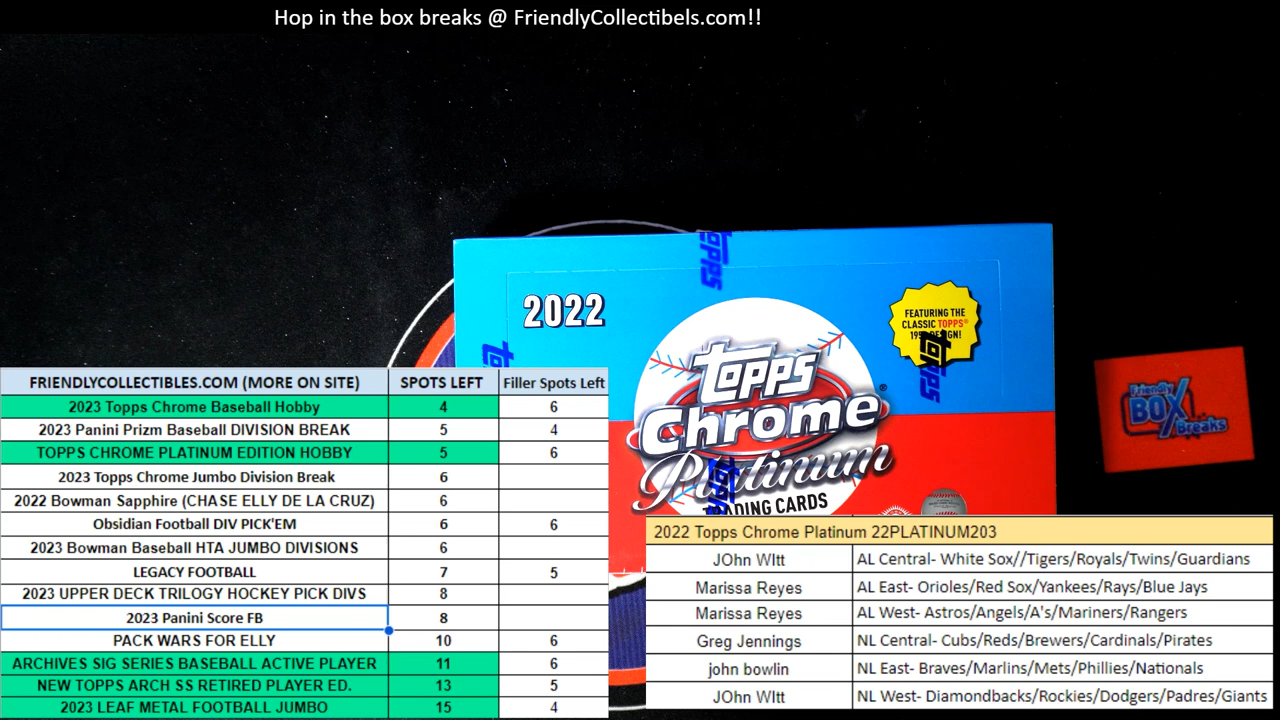 Hop in the box breaks @ FriendlyCollectibels.com!!
topps
2022
FEATURING THE
CLASSIC TOPPS®
topps
topps
topps
Chrome®
Platinum
topps
TRADING CARDS
Friendly
BOX
Breaks
FRIENDLYCOLLECTIBLES.COM (MORE ON SITE) SPOTS LEFT Filler Spots Left
2023 Topps Chrome Baseball Hobby 4 6
2023 Panini Prizm Baseball DIVISION BREAK 5 4
TOPPS CHROME PLATINUM EDITION HOBBY 5 6
2023 Topps Chrome Jumbo Division Break 6
2022 Bowman Sapphire (CHASE ELLY DE LA CRUZ) 6
Obsidian Football DIV PICK'EM 6 6
2023 Bowman Baseball HTA JUMBO DIVISIONS 6
LEGACY FOOTBALL 7 5
2023 UPPER DECK TRILOGY HOCKEY PICK DIVS 8
2023 Panini Score FB 8
PACK WARS FOR ELLY 10 6
ARCHIVES SIG SERIES BASEBALL ACTIVE PLAYER 11 6
NEW TOPPS ARCH SS RETIRED PLAYER ED. 13 5
2023 LEAF METAL FOOTBALL JUMBO 15 4
2022 Topps Chrome Platinum 22PLATINUM203
JOhn WItt AL Central- White Sox//Tigers/Royals/Twins/Guardians
Marissa Reyes AL East- Orioles/Red Sox/Yankees/Rays/Blue Jays
Marissa Reyes AL West- Astros/Angels/A's/Mariners/Rangers
Greg Jennings NL Central- Cubs/Reds/Brewers/Cardinals/Pirates
john bowlin NL East- Braves/Marlins/Mets/Phillies/Nationals
JOhn WItt NL West- Diamondbacks/Rockies/Dodgers/Padres/Giants